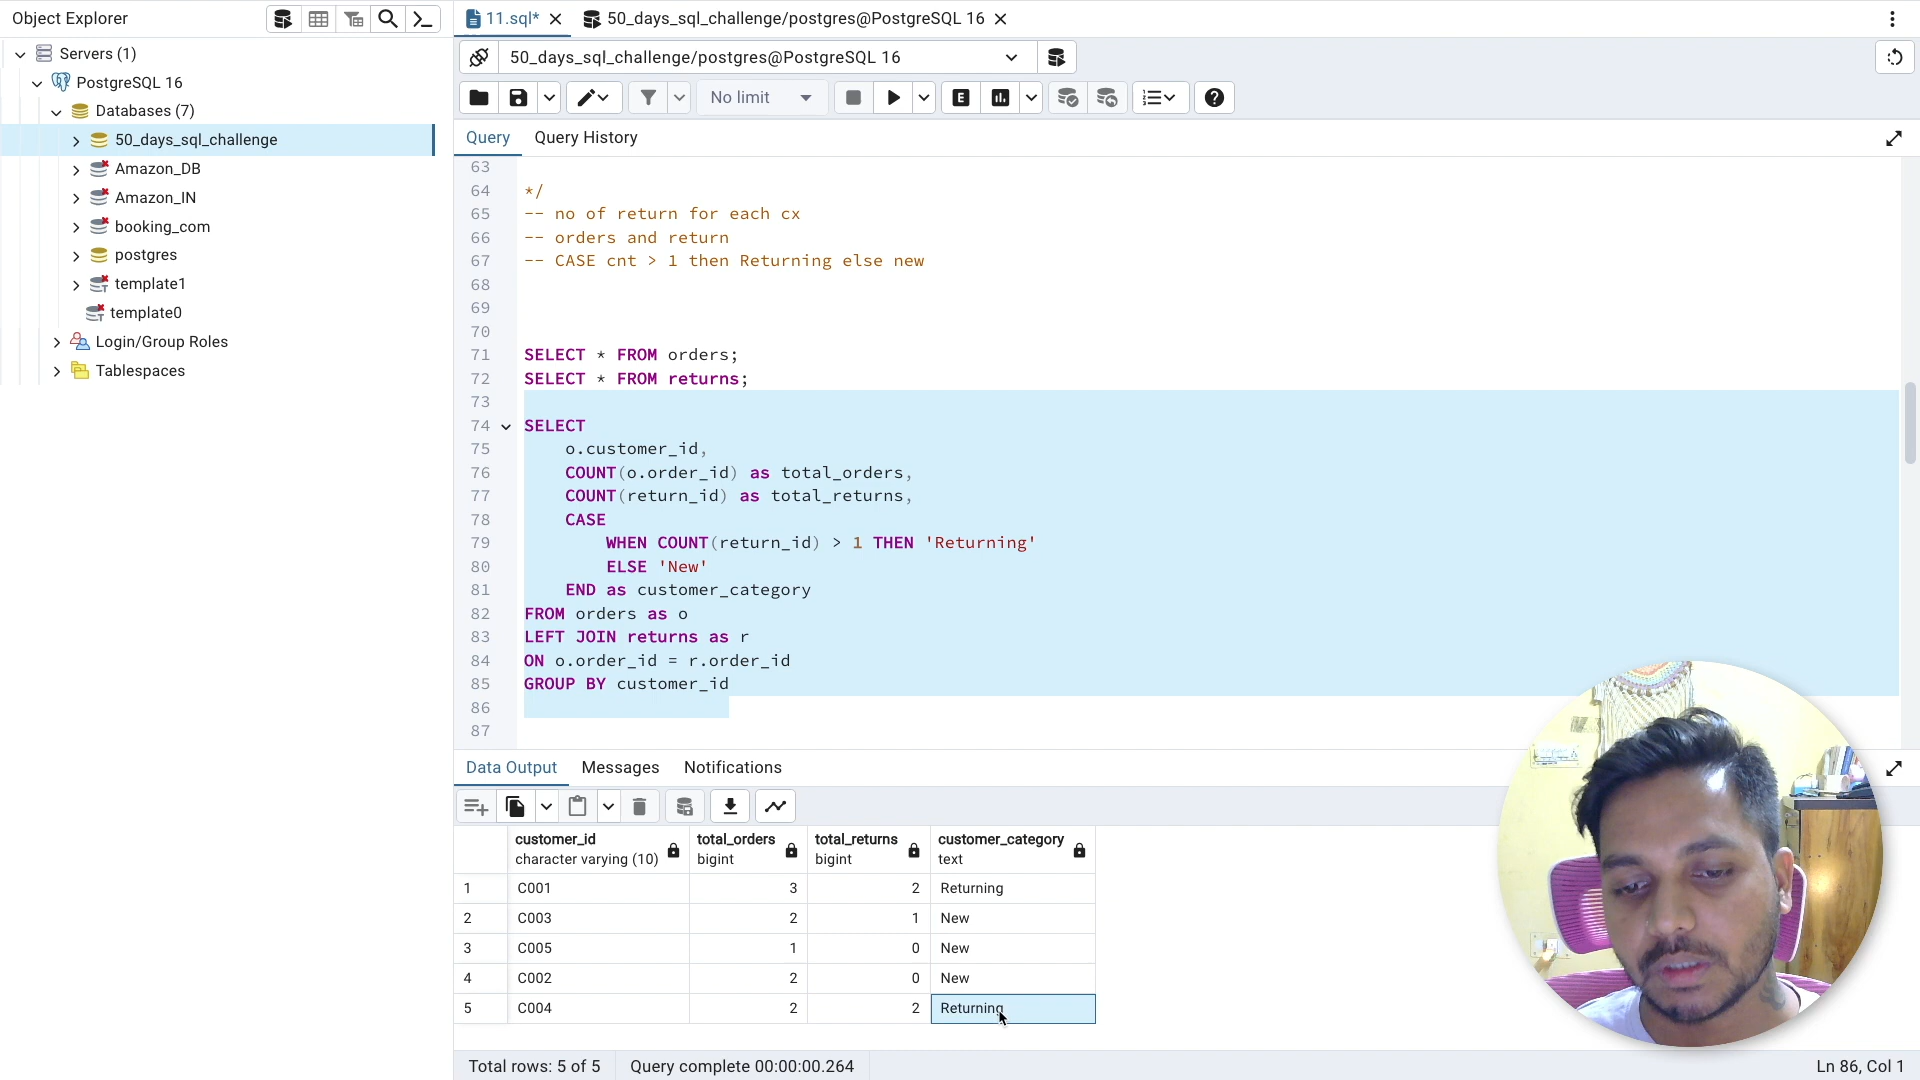 Object Explorer
11.sql*
50_days_sql_challenge/postgres@PostgreSQL 16
Servers (1)
PostgreSQL 16
Databases (7)
50_days_sql_challenge
Amazon_DB
Amazon_IN
booking_com
postgres
template1
template0
Login/Group Roles
Tablespaces
50_days_sql_challenge/postgres@PostgreSQL 16
No limit
E
Query
Query History
63
64 */
65 -- no of return for each cx
66 -- orders and return
67 -- CASE cnt > 1 then Returning else new
68
69
70
71 SELECT * FROM orders;
72 SELECT * FROM returns;
73
74 SELECT
75 o.customer_id,
76 COUNT(o.order_id) as total_orders,
77 COUNT(return_id) as total_returns,
78 CASE
79 WHEN COUNT(return_id) > 1 THEN 'Returning'
80 ELSE 'New'
81 END as customer_category
82 FROM orders as o
83 LEFT JOIN returns as r
84 ON o.order_id = r.order_id
85 GROUP BY customer_id
86
87
Data Output Messages Notifications
customer_id total_orders total_returns customer_category
character varying (10) bigint bigint text
1 C001 3 2 Returning
2 C003 2 1 New
3 C005 1 0 New
4 C002 2 0 New
5 C004 2 2 Returning
Total rows: 5 of 5 Query complete 00:00:00.264 Ln 86, Col 1